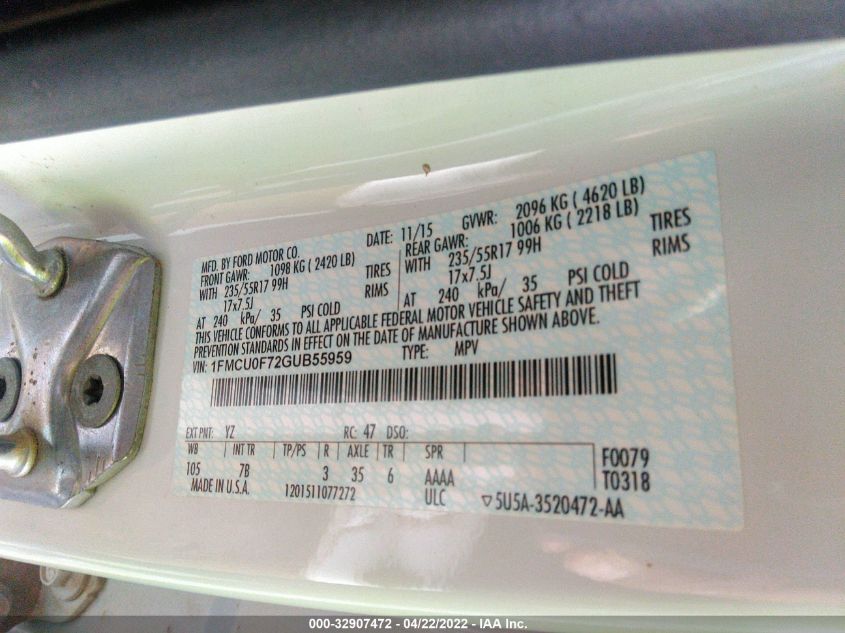 MFD. BY FORD MOTOR CO.
DATE: 11/15 GVWR: 2096 KG ( 4620 LB)
FRONT GAWR: 1098 KG ( 2420 LB)
WITH 235/55R17 99H TIRES
17x7.5J RIMS
AT 240 kPa/ 35 PSI COLD
REAR GAWR: 1006 KG ( 2218 LB)
WITH 235/55R17 99H TIRES
17x7.5J RIMS
AT 240 kPa/ 35 PSI COLD
THIS VEHICLE CONFORMS TO ALL APPLICABLE FEDERAL MOTOR VEHICLE SAFETY AND THEFT
PREVENTION STANDARDS IN EFFECT ON THE DATE OF MANUFACTURE SHOWN ABOVE.
VIN: 1FMCU0F72GUB55959 TYPE: MPV
EXT PNT: YZ RC: 47 DSO:
WB INT TR TP/PS R AXLE TR SPR
105 7B 3 35 6 AAAA
F0079
T0318
MADE IN U.S.A. 1201511077272 ULC ▽5U5A-3520472-AA
000-32907472 - 04/22/2022 - IAA Inc.